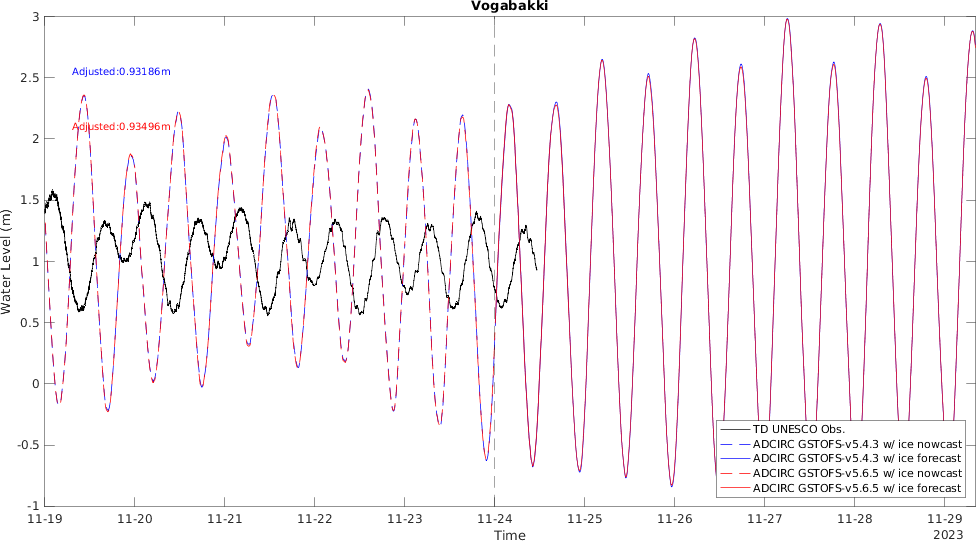 Vogabakki
3
2.5
2
1.5
1
0.5
0
-0.5
-1
Water Level (m)
Adjusted:0.93186m
Adjusted:0.93496m
TD UNESCO Obs.
ADCIRC GSTOFS-v5.4.3 w/ ice nowcast
ADCIRC GSTOFS-v5.4.3 w/ ice forecast
ADCIRC GSTOFS-v5.6.5 w/ ice nowcast
ADCIRC GSTOFS-v5.6.5 w/ ice forecast
11-19 11-20 11-21 11-22 11-23 11-24 11-25 11-26 11-27 11-28 11-29
Time
2023